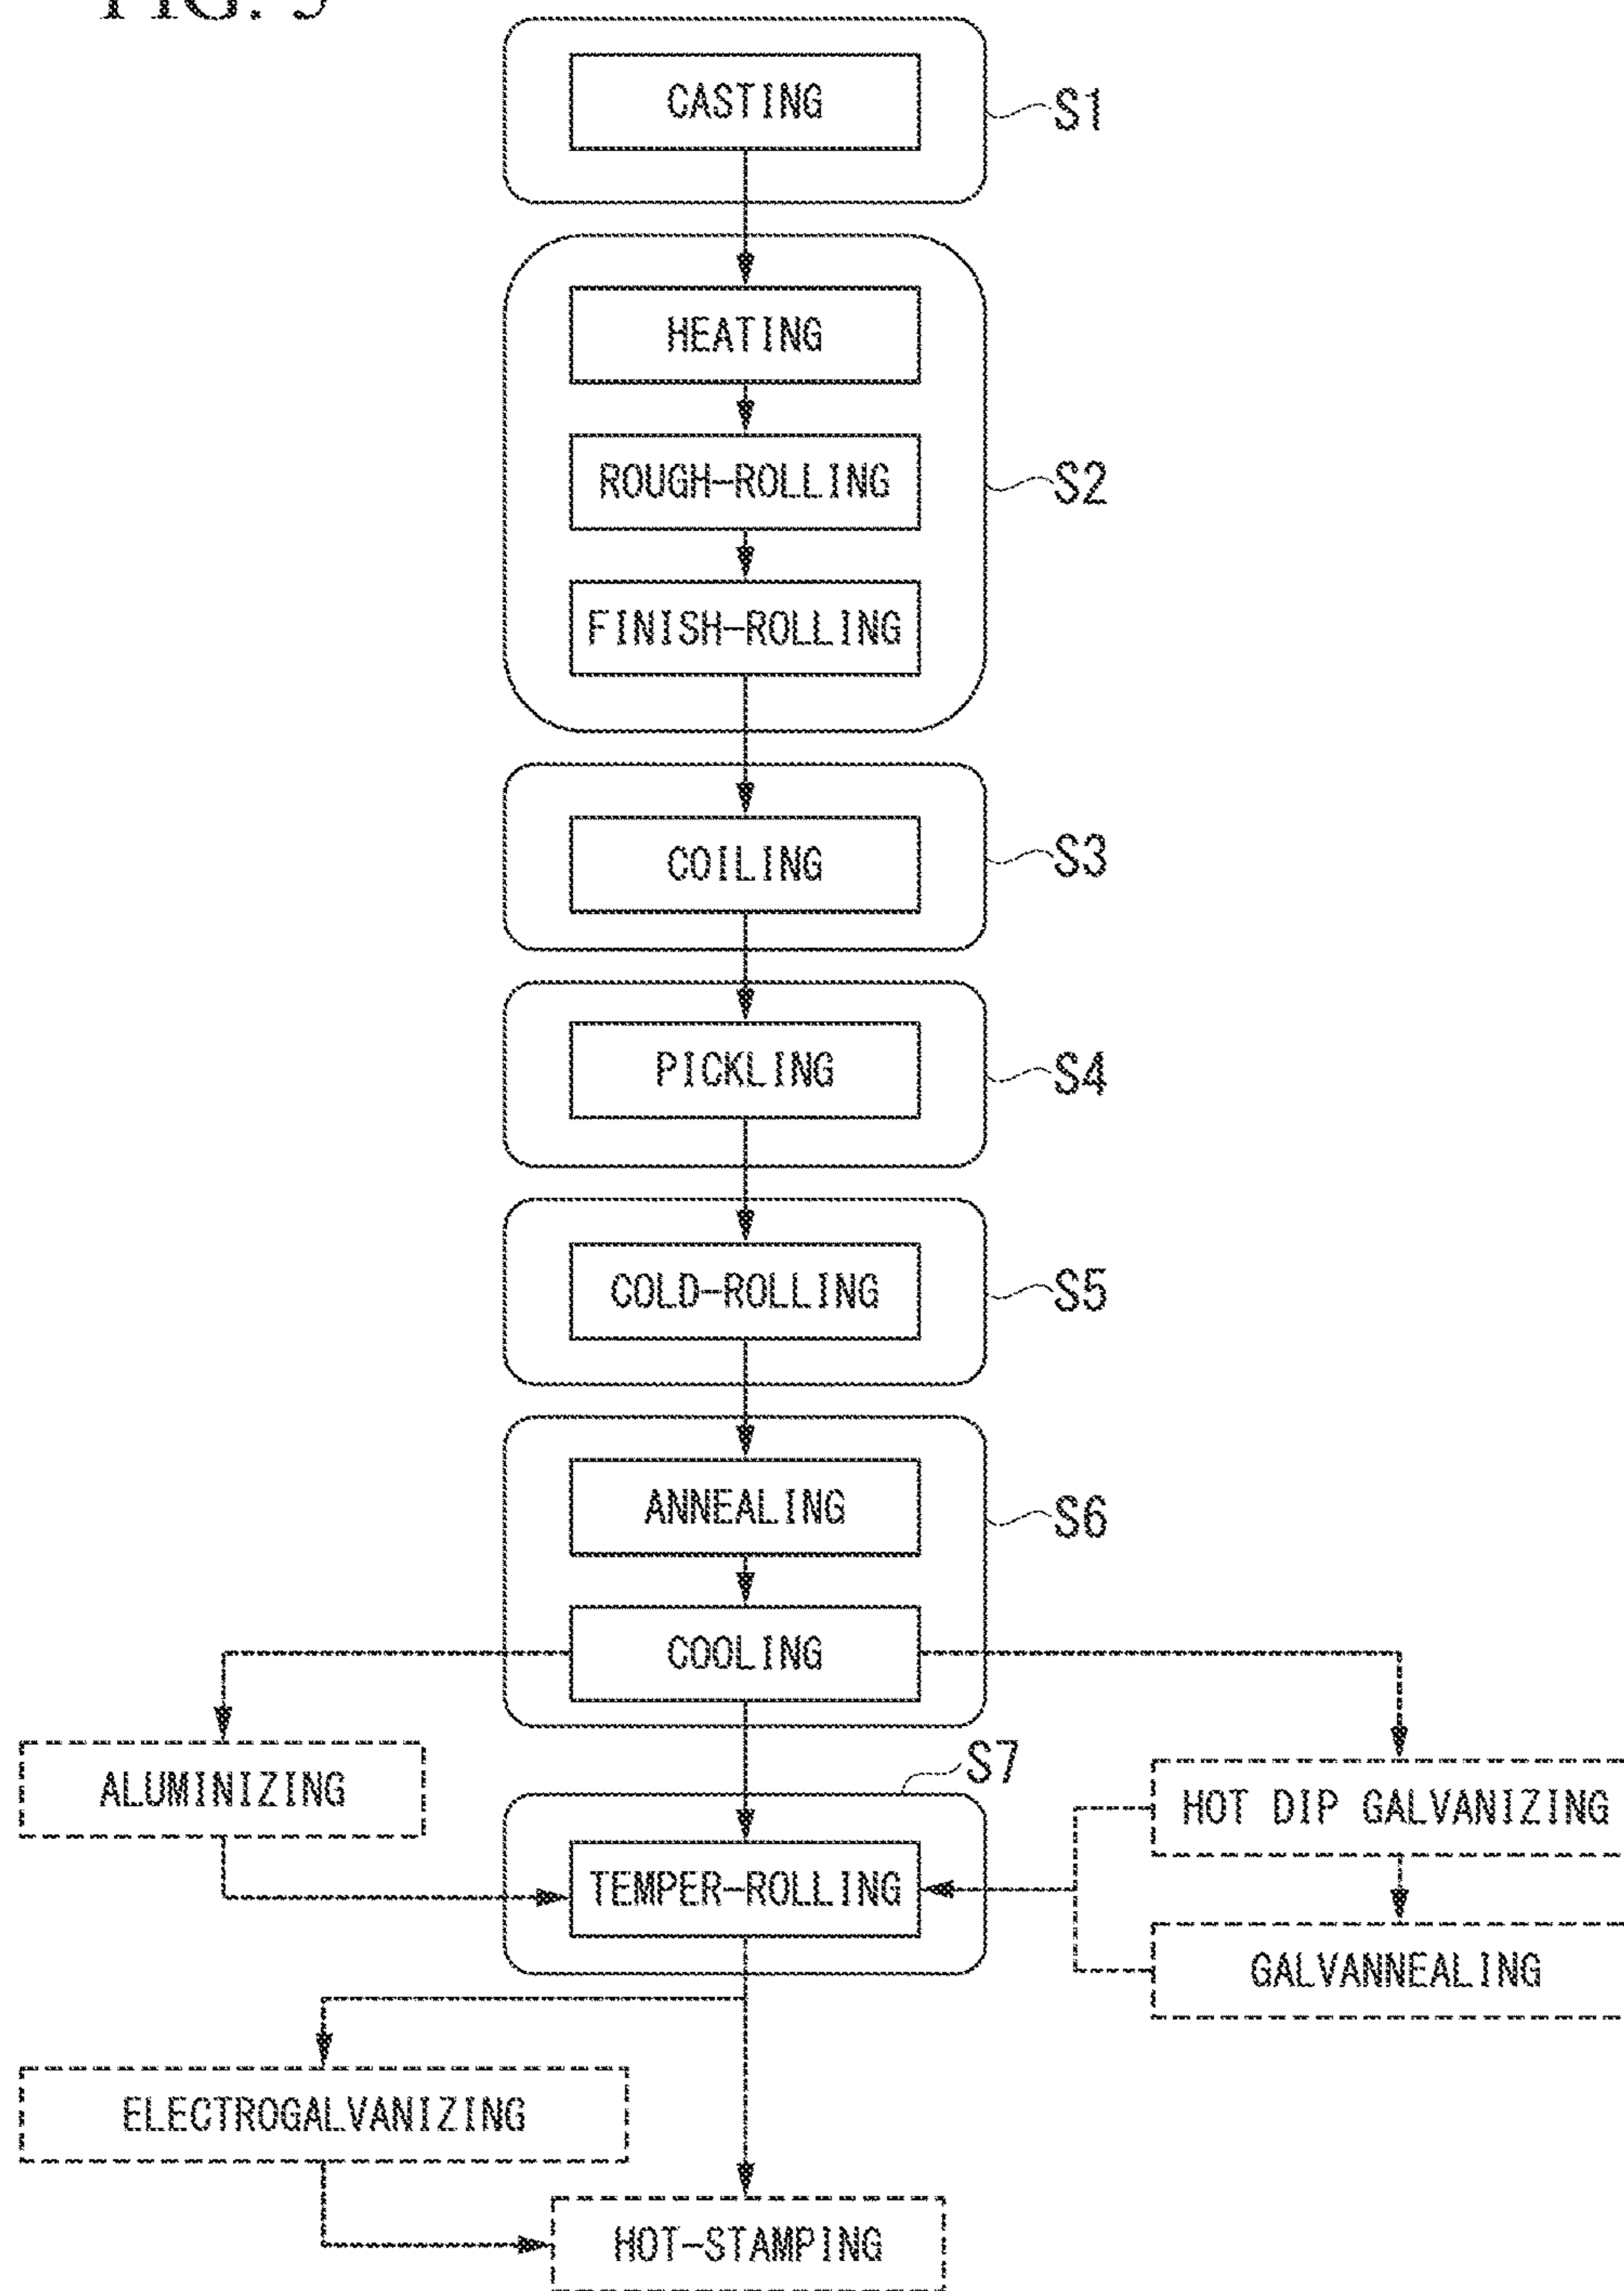 CASTING
S1
HEATING
ROUGH-ROLLING
S2
FINISH-ROLLING
COILING
S3
PICKLING
S4
COLD-ROLLING
S5
ANNEALING
S6
COOLING
S7
ALUMINIZING
HOT DIP GALVANIZING
TEMPER-ROLLING
GALVANNEALING
ELECTROGALVANIZING
HOT-STAMPING